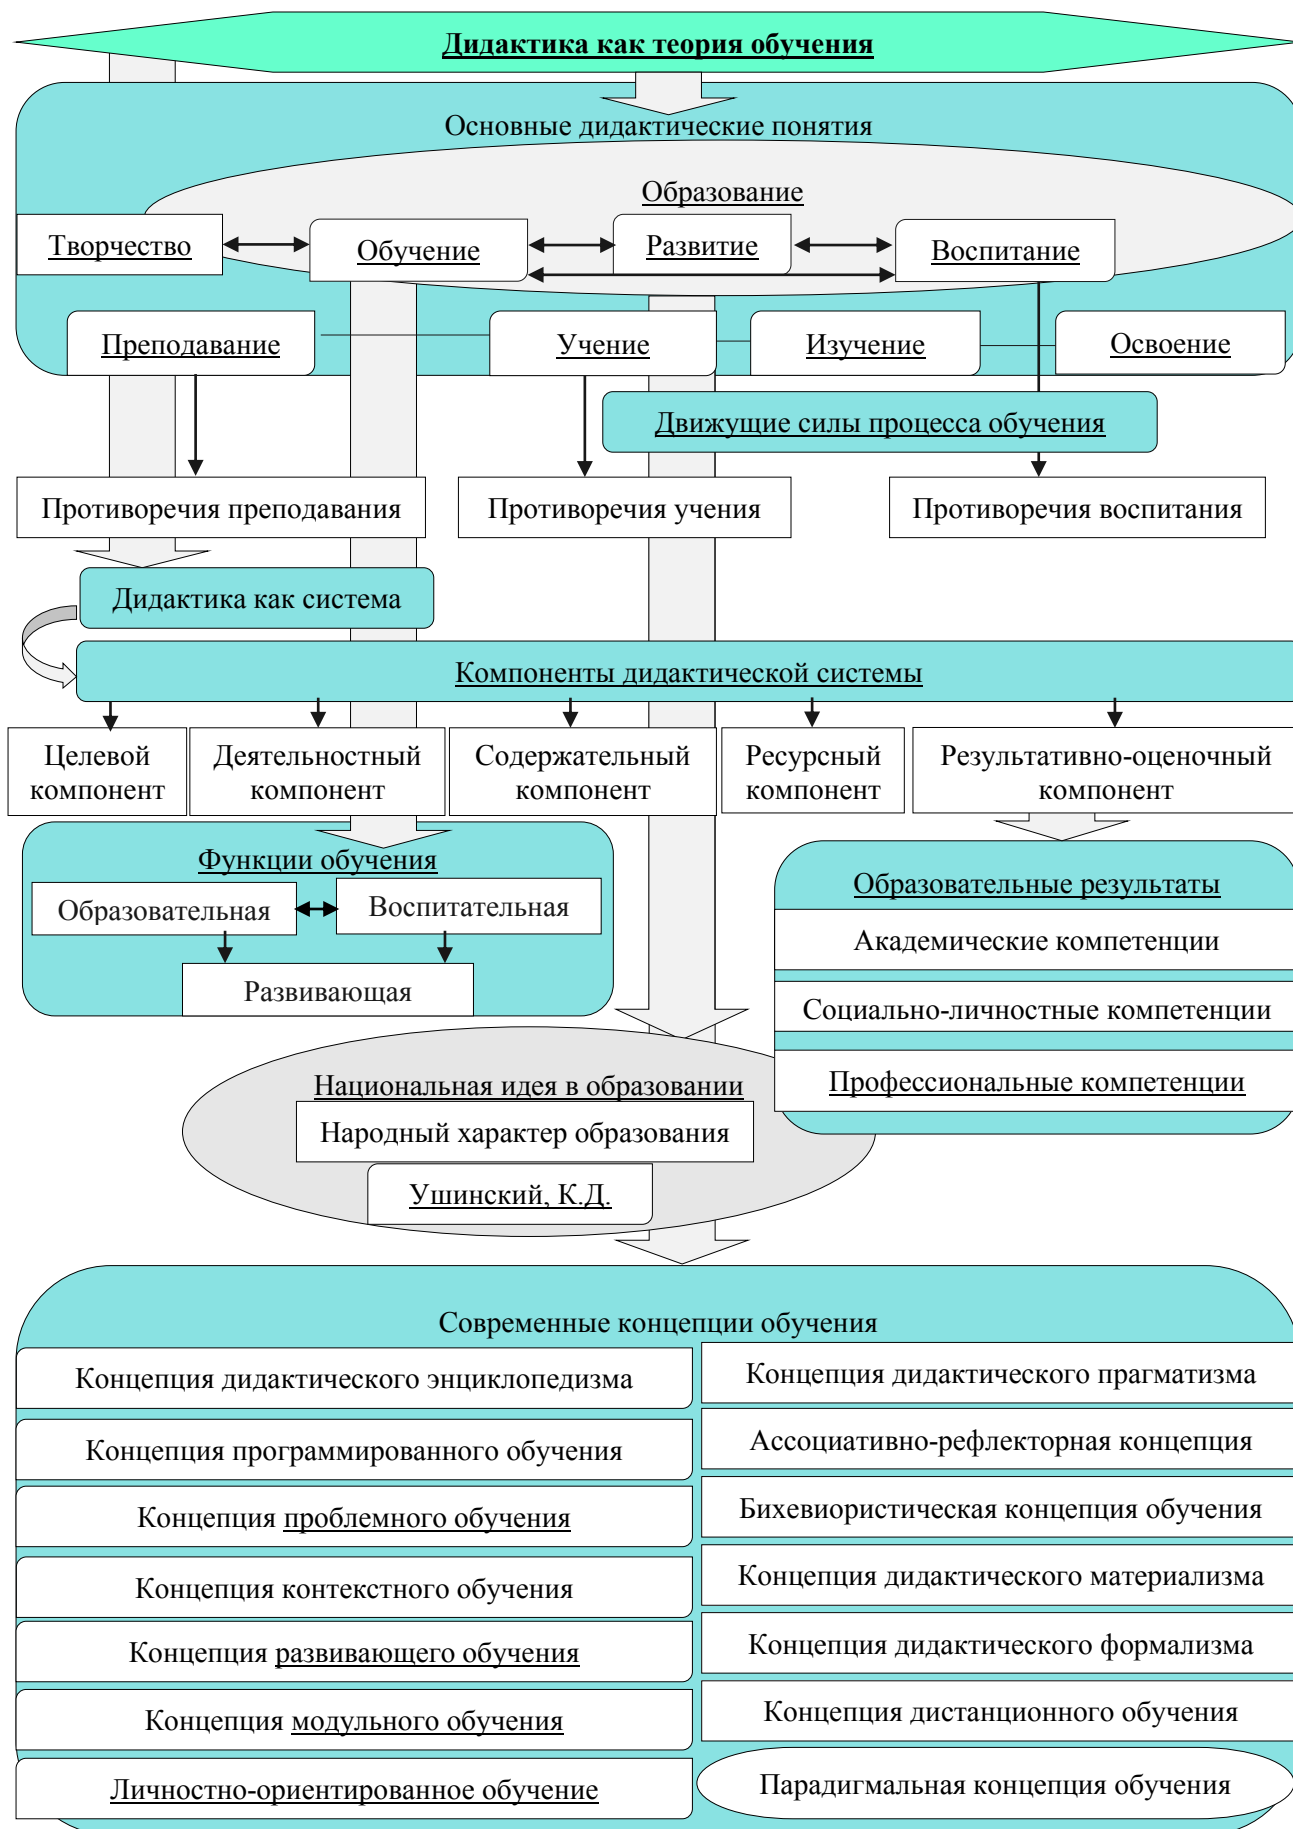 Дидактика как теория обучения
Основные дидактические понятия
Образование
Творчество
Обучение
Развитие
Воспитание
Преподавание
Учение
Изучение
Освоение
Движущие силы процесса обучения
Противоречия преподавания
Противоречия учения
Противоречия воспитания
Дидактика как система
Компоненты дидактической системы
Целевой
компонент
Деятельностный
компонент
Содержательный
компонент
Ресурсный
компонент
Результативно-оценочный
компонент
Функции обучения
Образовательная
Воспитательная
Развивающая
Образовательные результаты
Академические компетенции
Социально-личностные компетенции
Профессиональные компетенции
Национальная идея в образовании
Народный характер образования
Ушинский, К.Д.
Современные концепции обучения
Концепция дидактического энциклопедизма
Концепция дидактического прагматизма
Концепция программированного обучения
Ассоциативно-рефлекторная концепция
Концепция проблемного обучения
Бихевиористическая концепция обучения
Концепция контекстного обучения
Концепция дидактического материализма
Концепция развивающего обучения
Концепция дидактического формализма
Концепция модульного обучения
Концепция дистанционного обучения
Личностно-ориентированное обучение
Парадигмальная концепция обучения